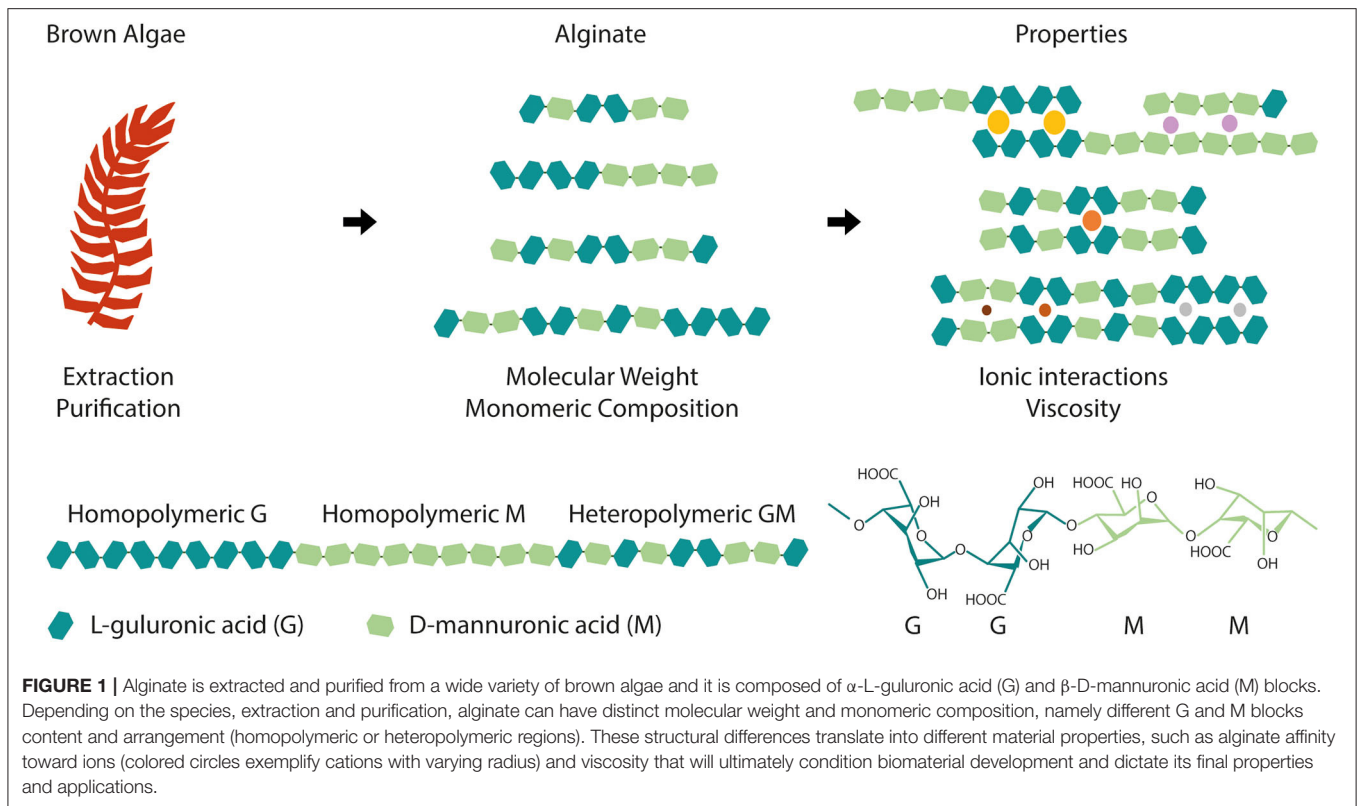 Brown Algae
Alginate
Properties
Extraction
Purification
Molecular Weight
Monomeric Composition
Ionic interactions
Viscosity
Homopolymeric G
Homopolymeric M
Heteropolymeric GM
L-guluronic acid (G)
D-mannuronic acid (M)
HOOC
OH
O
O
OH
O
HOOC
OH
O
OH
O
HOOC
HO
O
HO
O
HO
HOOC
O
OH
G
G
M
M
FIGURE 1 | Alginate is extracted and purified from a wide variety of brown algae and it is composed of α-L-guluronic acid (G) and β-D-mannuronic acid (M) blocks.
Depending on the species, extraction and purification, alginate can have distinct molecular weight and monomeric composition, namely different G and M blocks
content and arrangement (homopolymeric or heteropolymeric regions). These structural differences translate into different material properties, such as alginate affinity
toward ions (colored circles exemplify cations with varying radius) and viscosity that will ultimately condition biomaterial development and dictate its final properties
and applications.